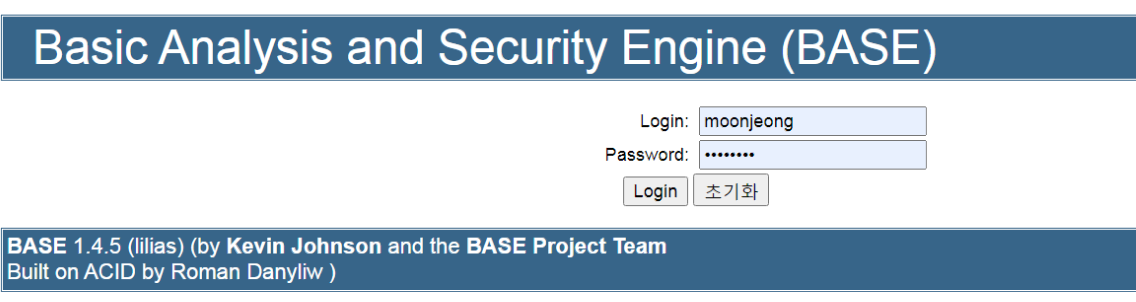 Basic Analysis and Security Engine (BASE)
Login: moonjeong
Password: ••••••••
Login 초기화
BASE 1.4.5 (lilias) (by Kevin Johnson and the BASE Project Team
Built on ACID by Roman Danyliw )